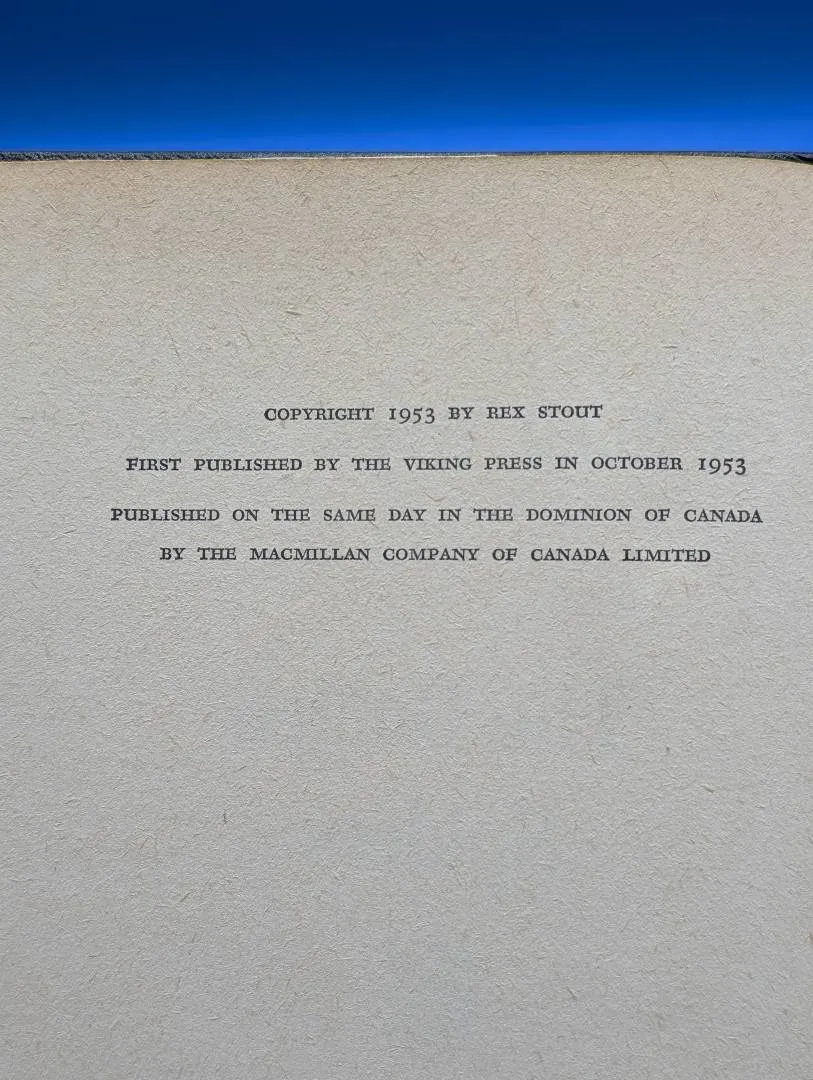 COPYRIGHT 1953 BY REX STOUT
FIRST PUBLISHED BY THE VIKING PRESS IN OCTOBER 1953
PUBLISHED ON THE SAME DAY IN THE DOMINION OF CANADA
BY THE MACMILLAN COMPANY OF CANADA LIMITED